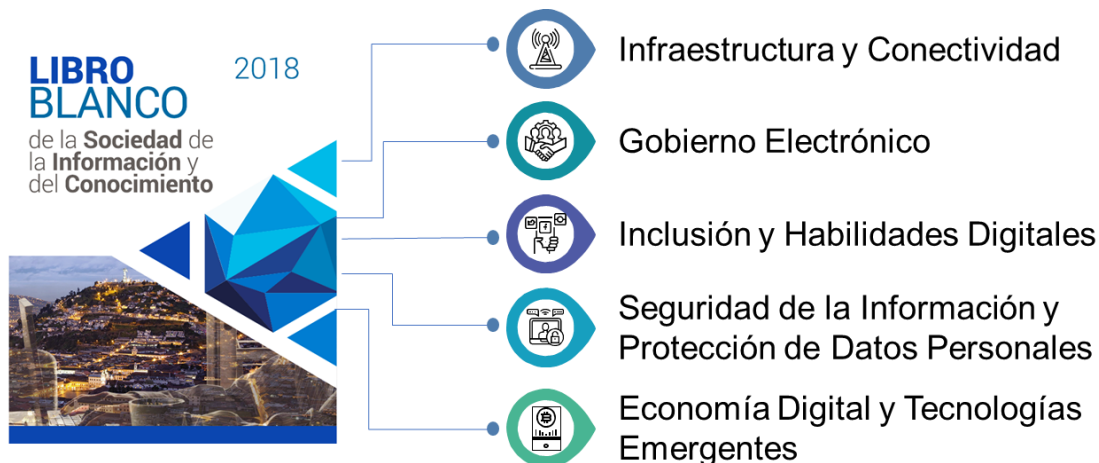 LIBRO
BLANCO
2018
de la Sociedad de
la Información y
del Conocimiento
Infraestructura y Conectividad
Gobierno Electrónico
Inclusión y Habilidades Digitales
Seguridad de la Información y
Protección de Datos Personales
Economía Digital y Tecnologías
Emergentes